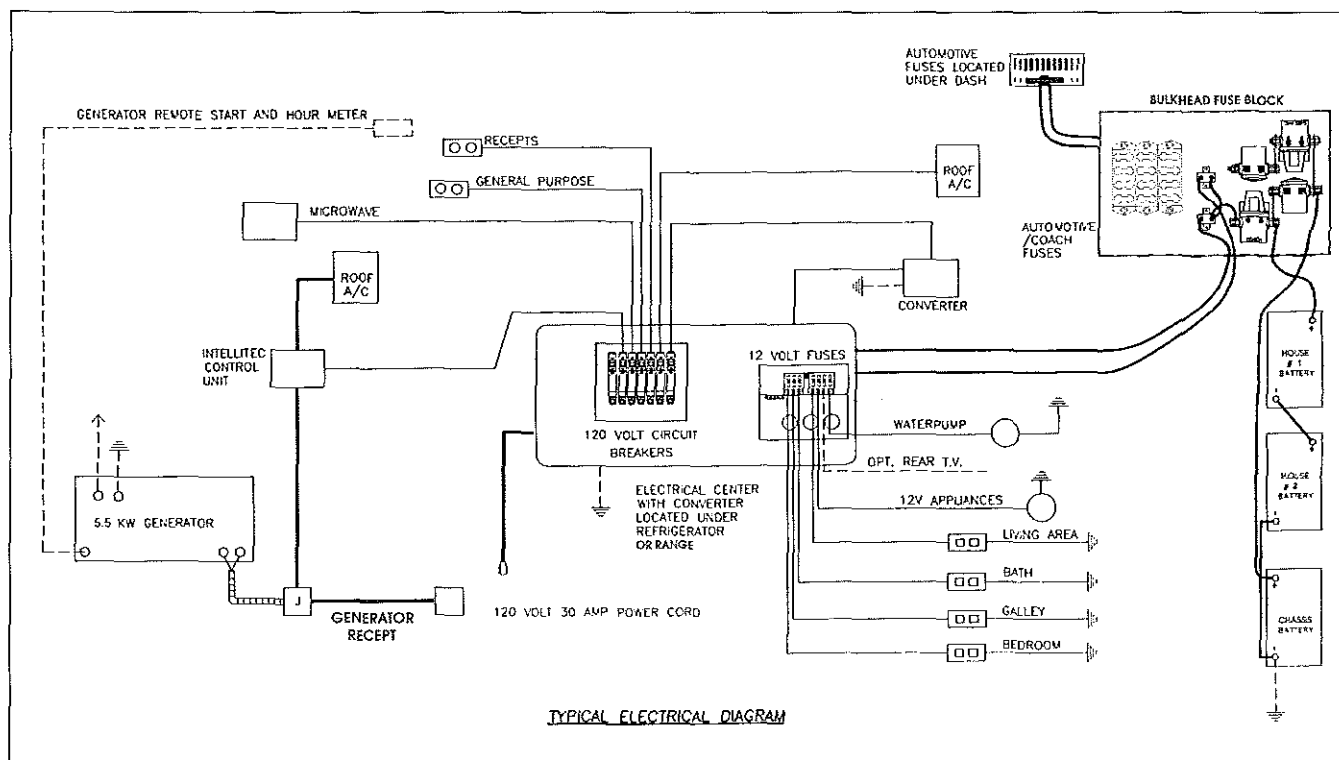 AUTOMOTIVE
FUSES LOCATED
UNDER DASH
BULKHEAD FUSE BLOCK
GENERATOR REMOTE START AND HOUR METER
RECEPTS
GENERAL PURPOSE
MICROWAVE
ROOF
A/C
ROOF
A/C
AUTOMOTIVE
/COACH
FUSES
CONVERTER
INTELLITEC
CONTROL
UNIT
12 VOLT FUSES
120 VOLT CIRCUIT
BREAKERS
HOUSE
# 1
BATTERY
HOUSE
# 2
BATTERY
CHASSIS
BATTERY
WATERPUMP
OPT. REAR T.V.
12V APPLIANCES
ELECTRICAL CENTER
WITH CONVERTER
LOCATED UNDER
REFRIGERATOR
OR RANGE
5.5 KW GENERATOR
LIVING AREA
BATH
GALLEY
BEDROOM
J
GENERATOR
RECEPT
120 VOLT 30 AMP POWER CORD
TYPICAL ELECTRICAL DIAGRAM